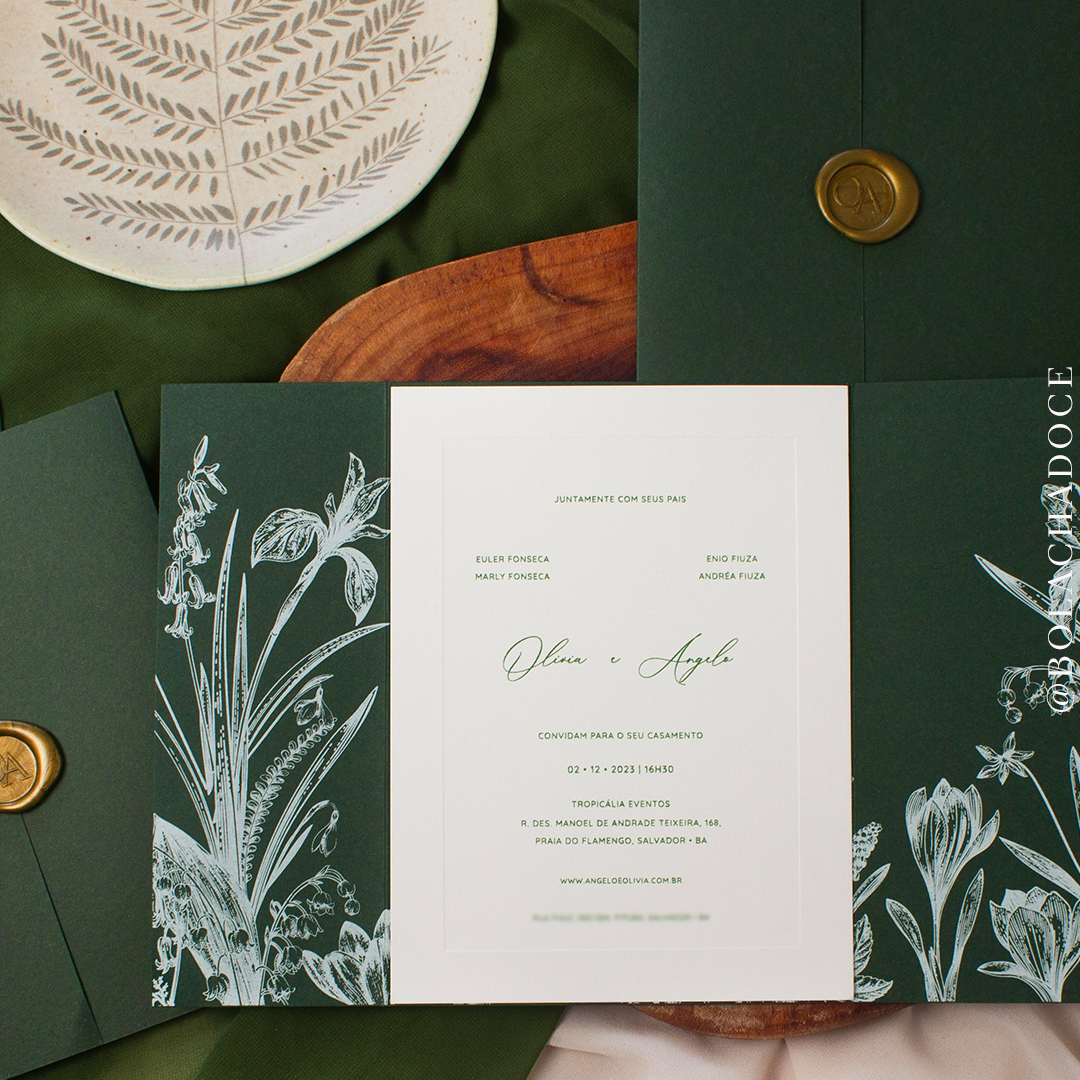 OA
JUNTAMENTE COM SEUS PAIS
EULER FONSECA
MARLY FONSECA
ENIO FIUZA
ANDRÉA FIUZA
Olivia e Angelo
CONVIDAM PARA O SEU CASAMENTO
02 • 12 • 2023 | 16H30
TROPICÁLIA EVENTOS
R. DES. MANOEL DE ANDRADE TEIXEIRA, 168,
PRAIA DO FLAMENGO, SALVADOR • BA
WWW.ANGELOEOLIVIA.COM.BR
@BOLACHADOCE